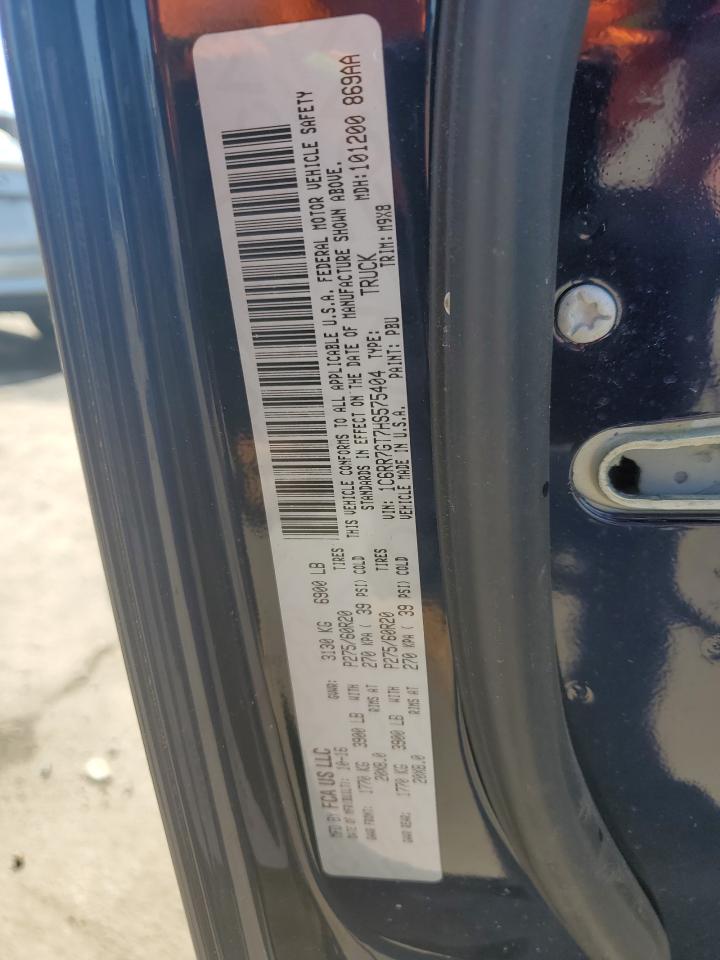 MFD BY FCA US LLC
DATE OF MFR(BUILT): 10-16 GVWR: 3130 KG 6900 LB
GAWR FRONT: 1770 KG 3900 LB WITH P275/60R20 TIRES
20X8.0 RIMS AT 270 KPA ( 39 PSI) COLD
GAWR REAR: 1770 KG 3900 LB WITH P275/60R20 TIRES
20X8.0 RIMS AT 270 KPA ( 39 PSI) COLD
THIS VEHICLE CONFORMS TO ALL APPLICABLE U.S.A. FEDERAL MOTOR VEHICLE SAFETY
STANDARDS IN EFFECT ON THE DATE OF MANUFACTURE SHOWN ABOVE.
VIN: 1C6RR7GT7HS575404 TYPE: TRUCK MDH:101200 869AA
VEHICLE MADE IN U.S.A. PAINT: PBU TRIM: M9X8